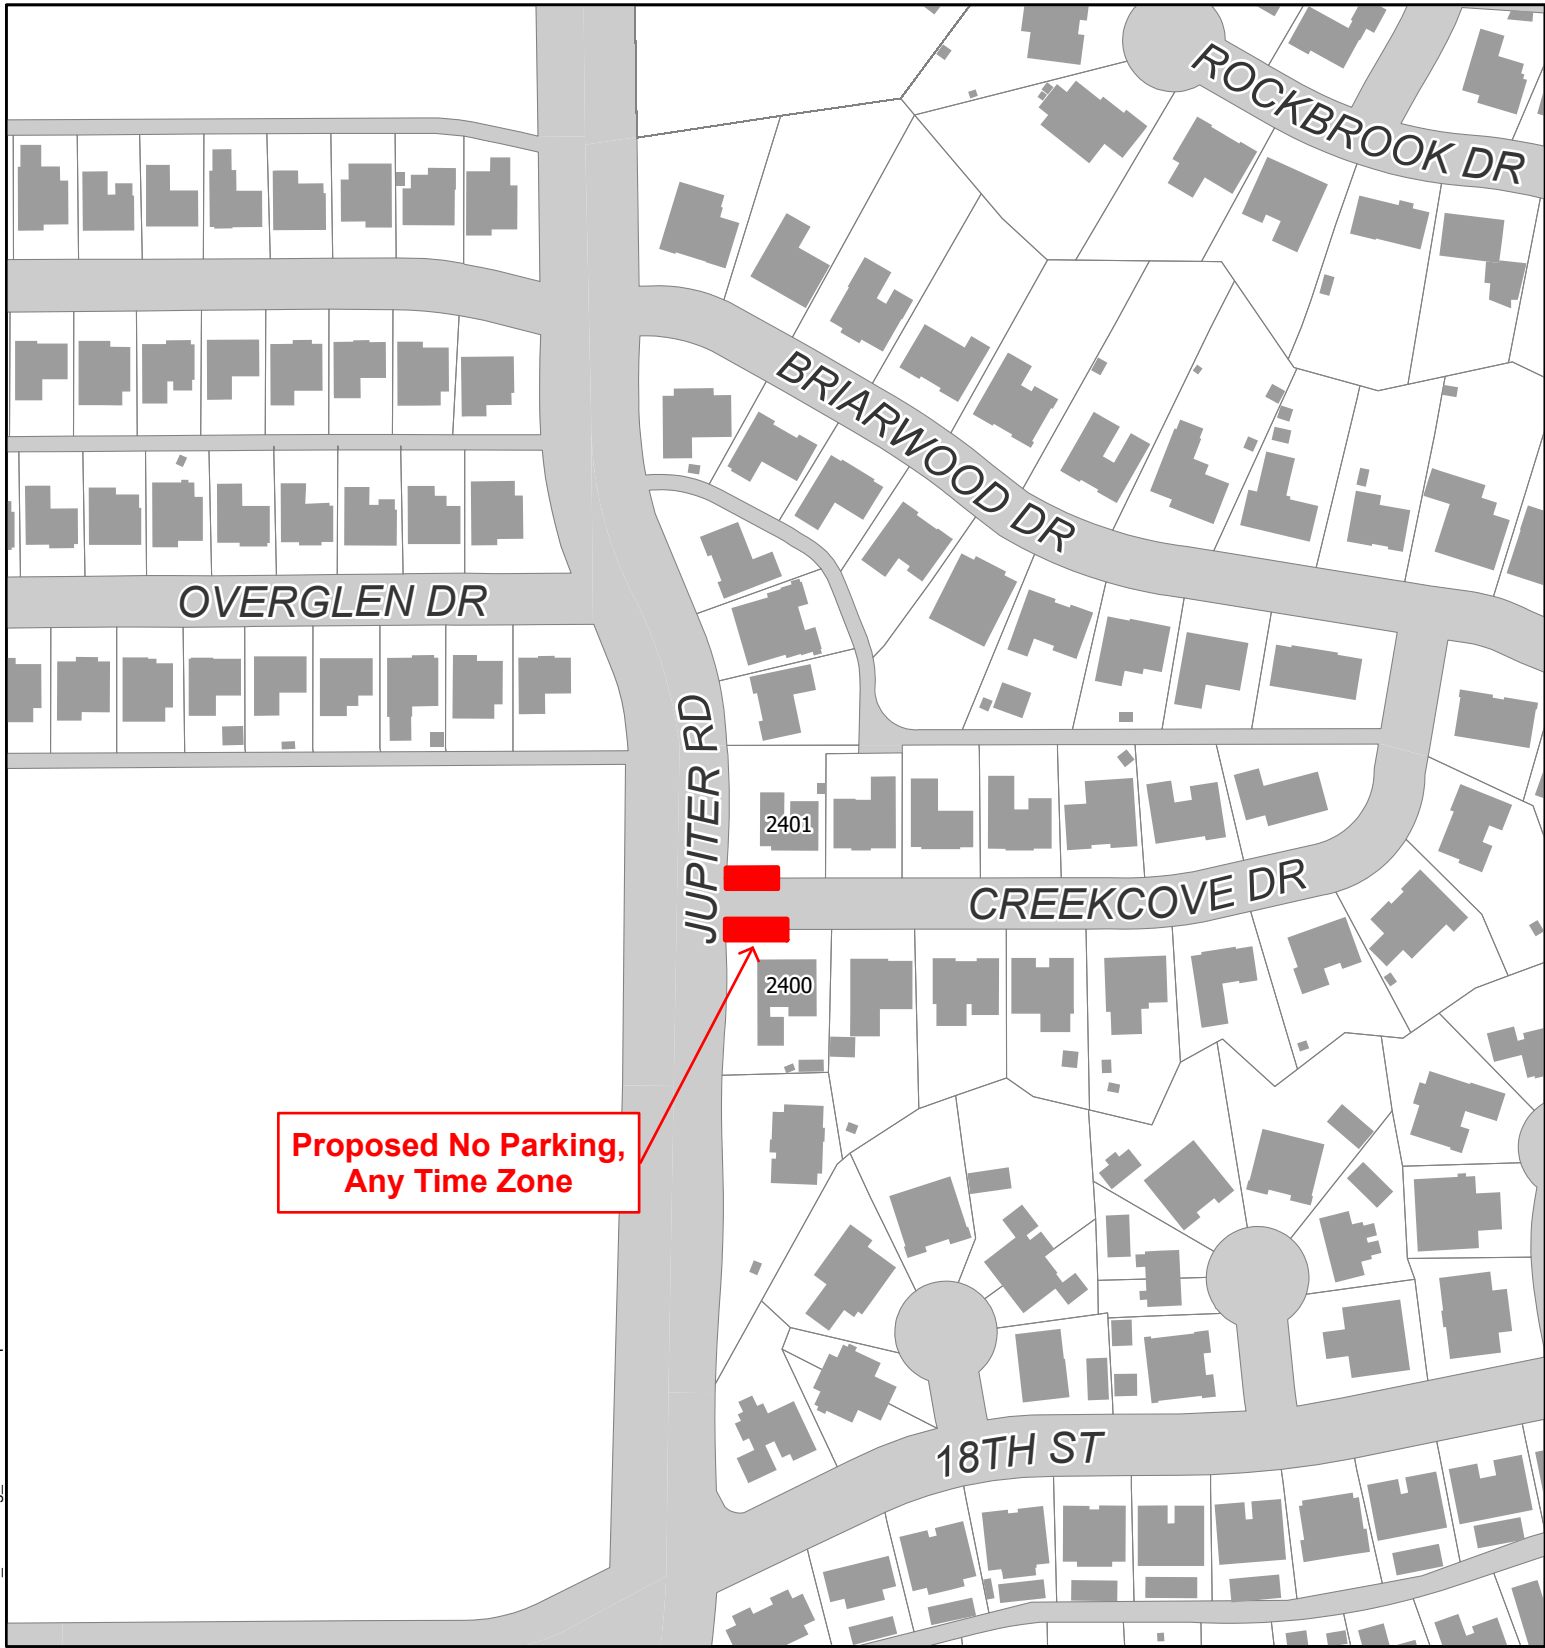 ROCKBROOK DR
BRIARWOOD DR
OVERGLEN DR
JUPITER RD
2401
CREEKCOVE DR
2400
Proposed No Parking,
Any Time Zone
18TH ST